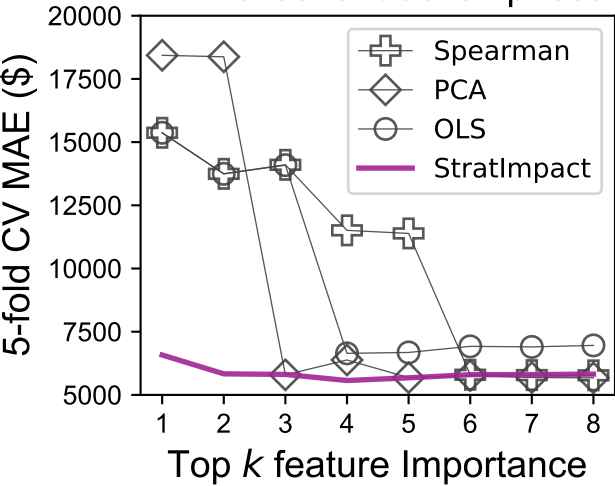 20000
17500
15000
12500
10000
7500
5000
5-fold CV MAE ($)
Spearman
PCA
OLS
StratImpact
1 2 3 4 5 6 7 8
Top k feature Importance